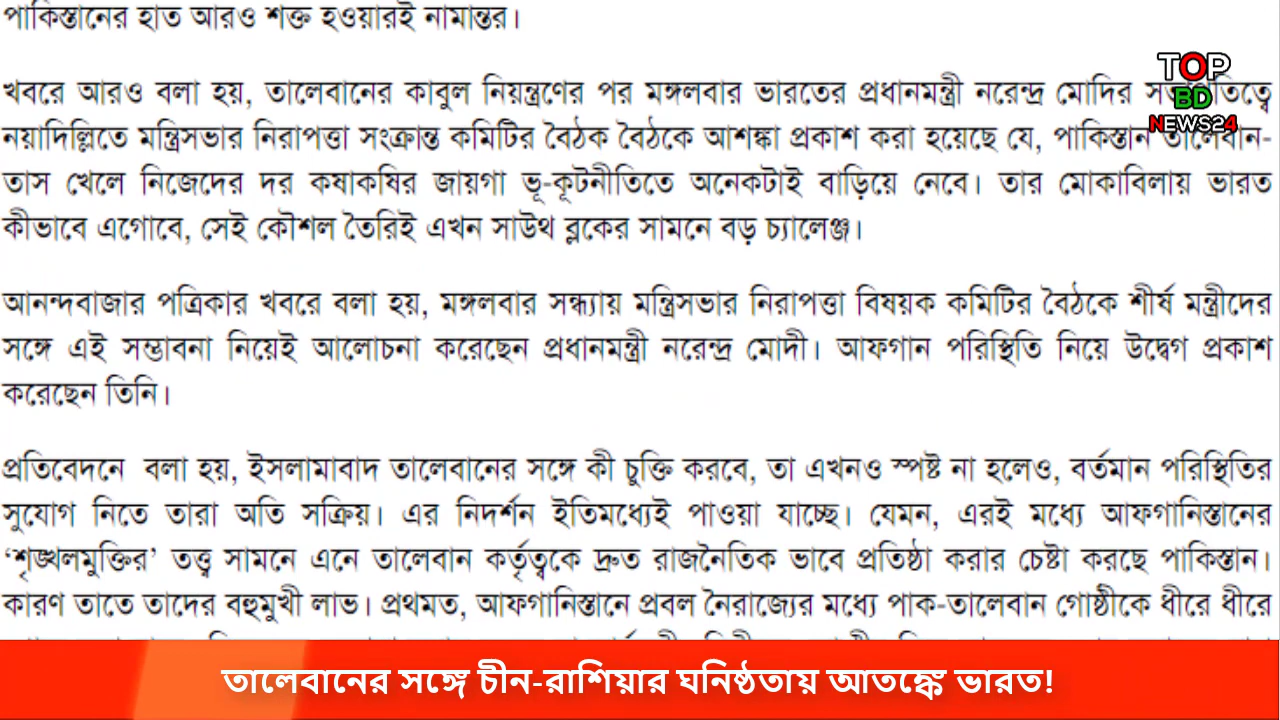 পাকিস্তানের হাত আরও শক্ত হওয়ারই নামান্তর।
খবরে আরও বলা হয়, তালেবানের কাবুল নিয়ন্ত্রণের পর মঙ্গলবার ভারতের প্রধানমন্ত্রী নরেন্দ্র মোদির
নয়াদিল্লিতে মন্ত্রিসভার নিরাপত্তা সংক্রান্ত কমিটির বৈঠক বৈঠকে আশঙ্কা প্রকাশ করা হয়েছে যে, পাকিস্তান তালেবান-
তাস খেলে নিজেদের দর কষাকষির জায়গা ভূ-কূটনীতিতে অনেকটাই বাড়িয়ে নেবে। তার মোকাবিলায় ভারত
কীভাবে এগোবে, সেই কৌশল তৈরিই এখন সাউথ ব্লকের সামনে বড় চ্যালেঞ্জ।
আনন্দবাজার পত্রিকার খবরে বলা হয়, মঙ্গলবার সন্ধ্যায় মন্ত্রিসভার নিরাপত্তা বিষয়ক কমিটির বৈঠকে শীর্ষ মন্ত্রীদের
সঙ্গে এই সম্ভাবনা নিয়েই আলোচনা করেছেন প্রধানমন্ত্রী নরেন্দ্র মোদী। আফগান পরিস্থিতি নিয়ে উদ্বেগ প্রকাশ
করেছেন তিনি।
প্রতিবেদনে বলা হয়, ইসলামাবাদ তালেবানের সঙ্গে কী চুক্তি করবে, তা এখনও স্পষ্ট না হলেও, বর্তমান পরিস্থিতির
সুযোগ নিতে তারা অতি সক্রিয়। এর নিদর্শন ইতিমধ্যেই পাওয়া যাচ্ছে। যেমন, এরই মধ্যে আফগানিস্তানের
‘শৃঙ্খলমুক্তির’ তত্ত্ব সামনে এনে তালেবান কর্তৃত্বকে দ্রুত রাজনৈতিক ভাবে প্রতিষ্ঠা করার চেষ্টা করছে পাকিস্তান।
কারণ তাতে তাদের বহুমুখী লাভ। প্রথমত, আফগানিস্তানে প্রবল নৈরাজ্যের মধ্যে পাক-তালেবান গোষ্ঠীকে ধীরে ধীরে
তালেবানের সঙ্গে চীন-রাশিয়ার ঘনিষ্ঠতায় আতঙ্কে ভারত!
TOP
BD
NEWS24